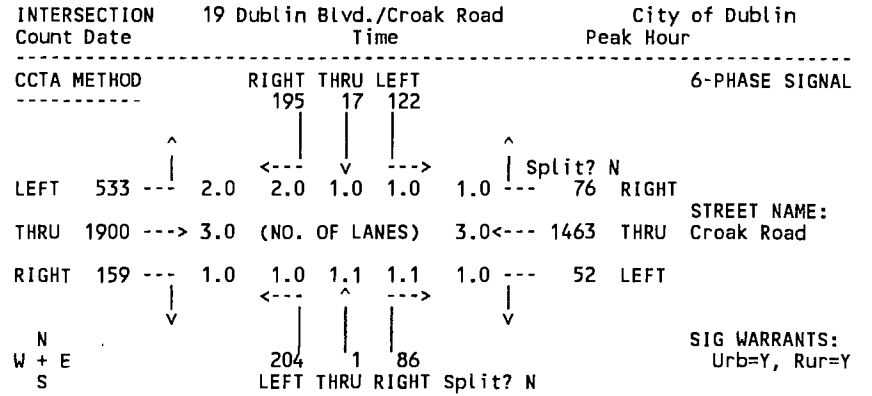 INTERSECTION 19 Dublin Blvd./Croak Road City of Dublin
Count Date Time Peak Hour
------------------------------------------------------------------------
CCTA METHOD RIGHT THRU LEFT 6-PHASE SIGNAL
----------- 195 17 122
^ | | | ^
| <--- v ---> | Split? N
LEFT 533 --- 2.0 2.0 1.0 1.0 1.0 --- 76 RIGHT
STREET NAME:
THRU 1900 ---> 3.0 (NO. OF LANES) 3.0<--- 1463 THRU Croak Road
RIGHT 159 --- 1.0 1.0 1.1 1.1 1.0 --- 52 LEFT
| <--- ^ ---> |
v | | | v
N SIG WARRANTS:
W + E 204 1 86 Urb=Y, Rur=Y
S LEFT THRU RIGHT Split? N